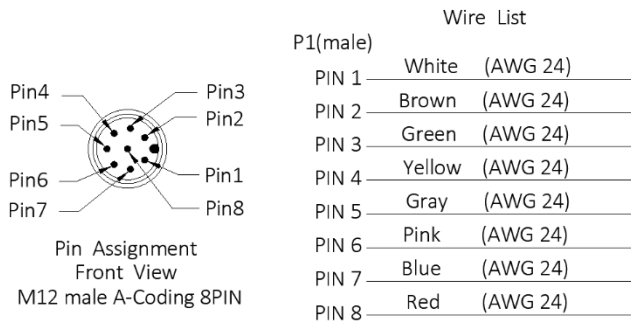 Wire List
P1(male)
PIN 1 White (AWG 24)
PIN 2 Brown (AWG 24)
PIN 3 Green (AWG 24)
PIN 4 Yellow (AWG 24)
PIN 5 Gray (AWG 24)
PIN 6 Pink (AWG 24)
PIN 7 Blue (AWG 24)
PIN 8 Red (AWG 24)
Pin4 Pin3
Pin5 Pin2
Pin6 Pin1
Pin7 Pin8
Pin Assignment
Front View
M12 male A-Coding 8PIN